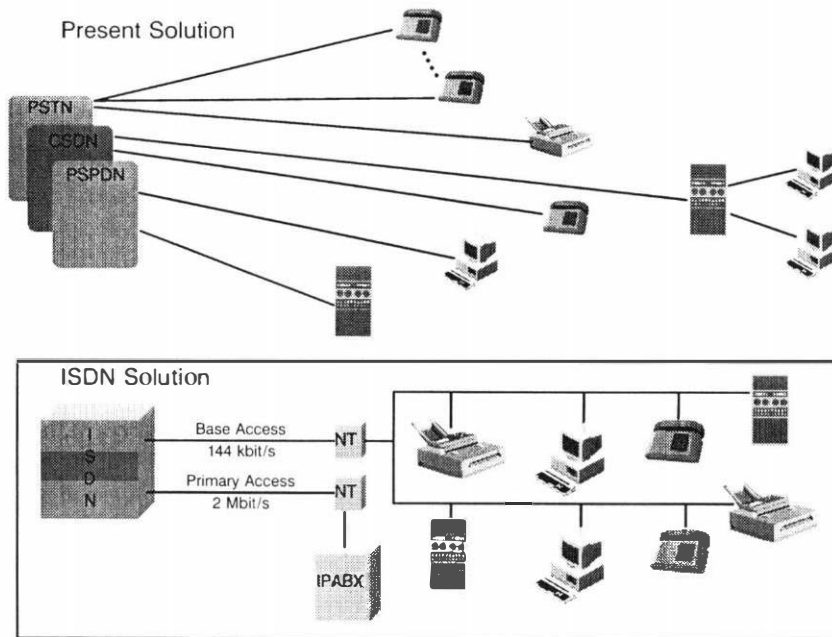 Present Solution
PSTN
CSDN
PSPDN
ISDN Solution
I
S
D
N
Base Access
144 kbit/s
NT
Primary Access
2 Mbit/s
NT
IPABX